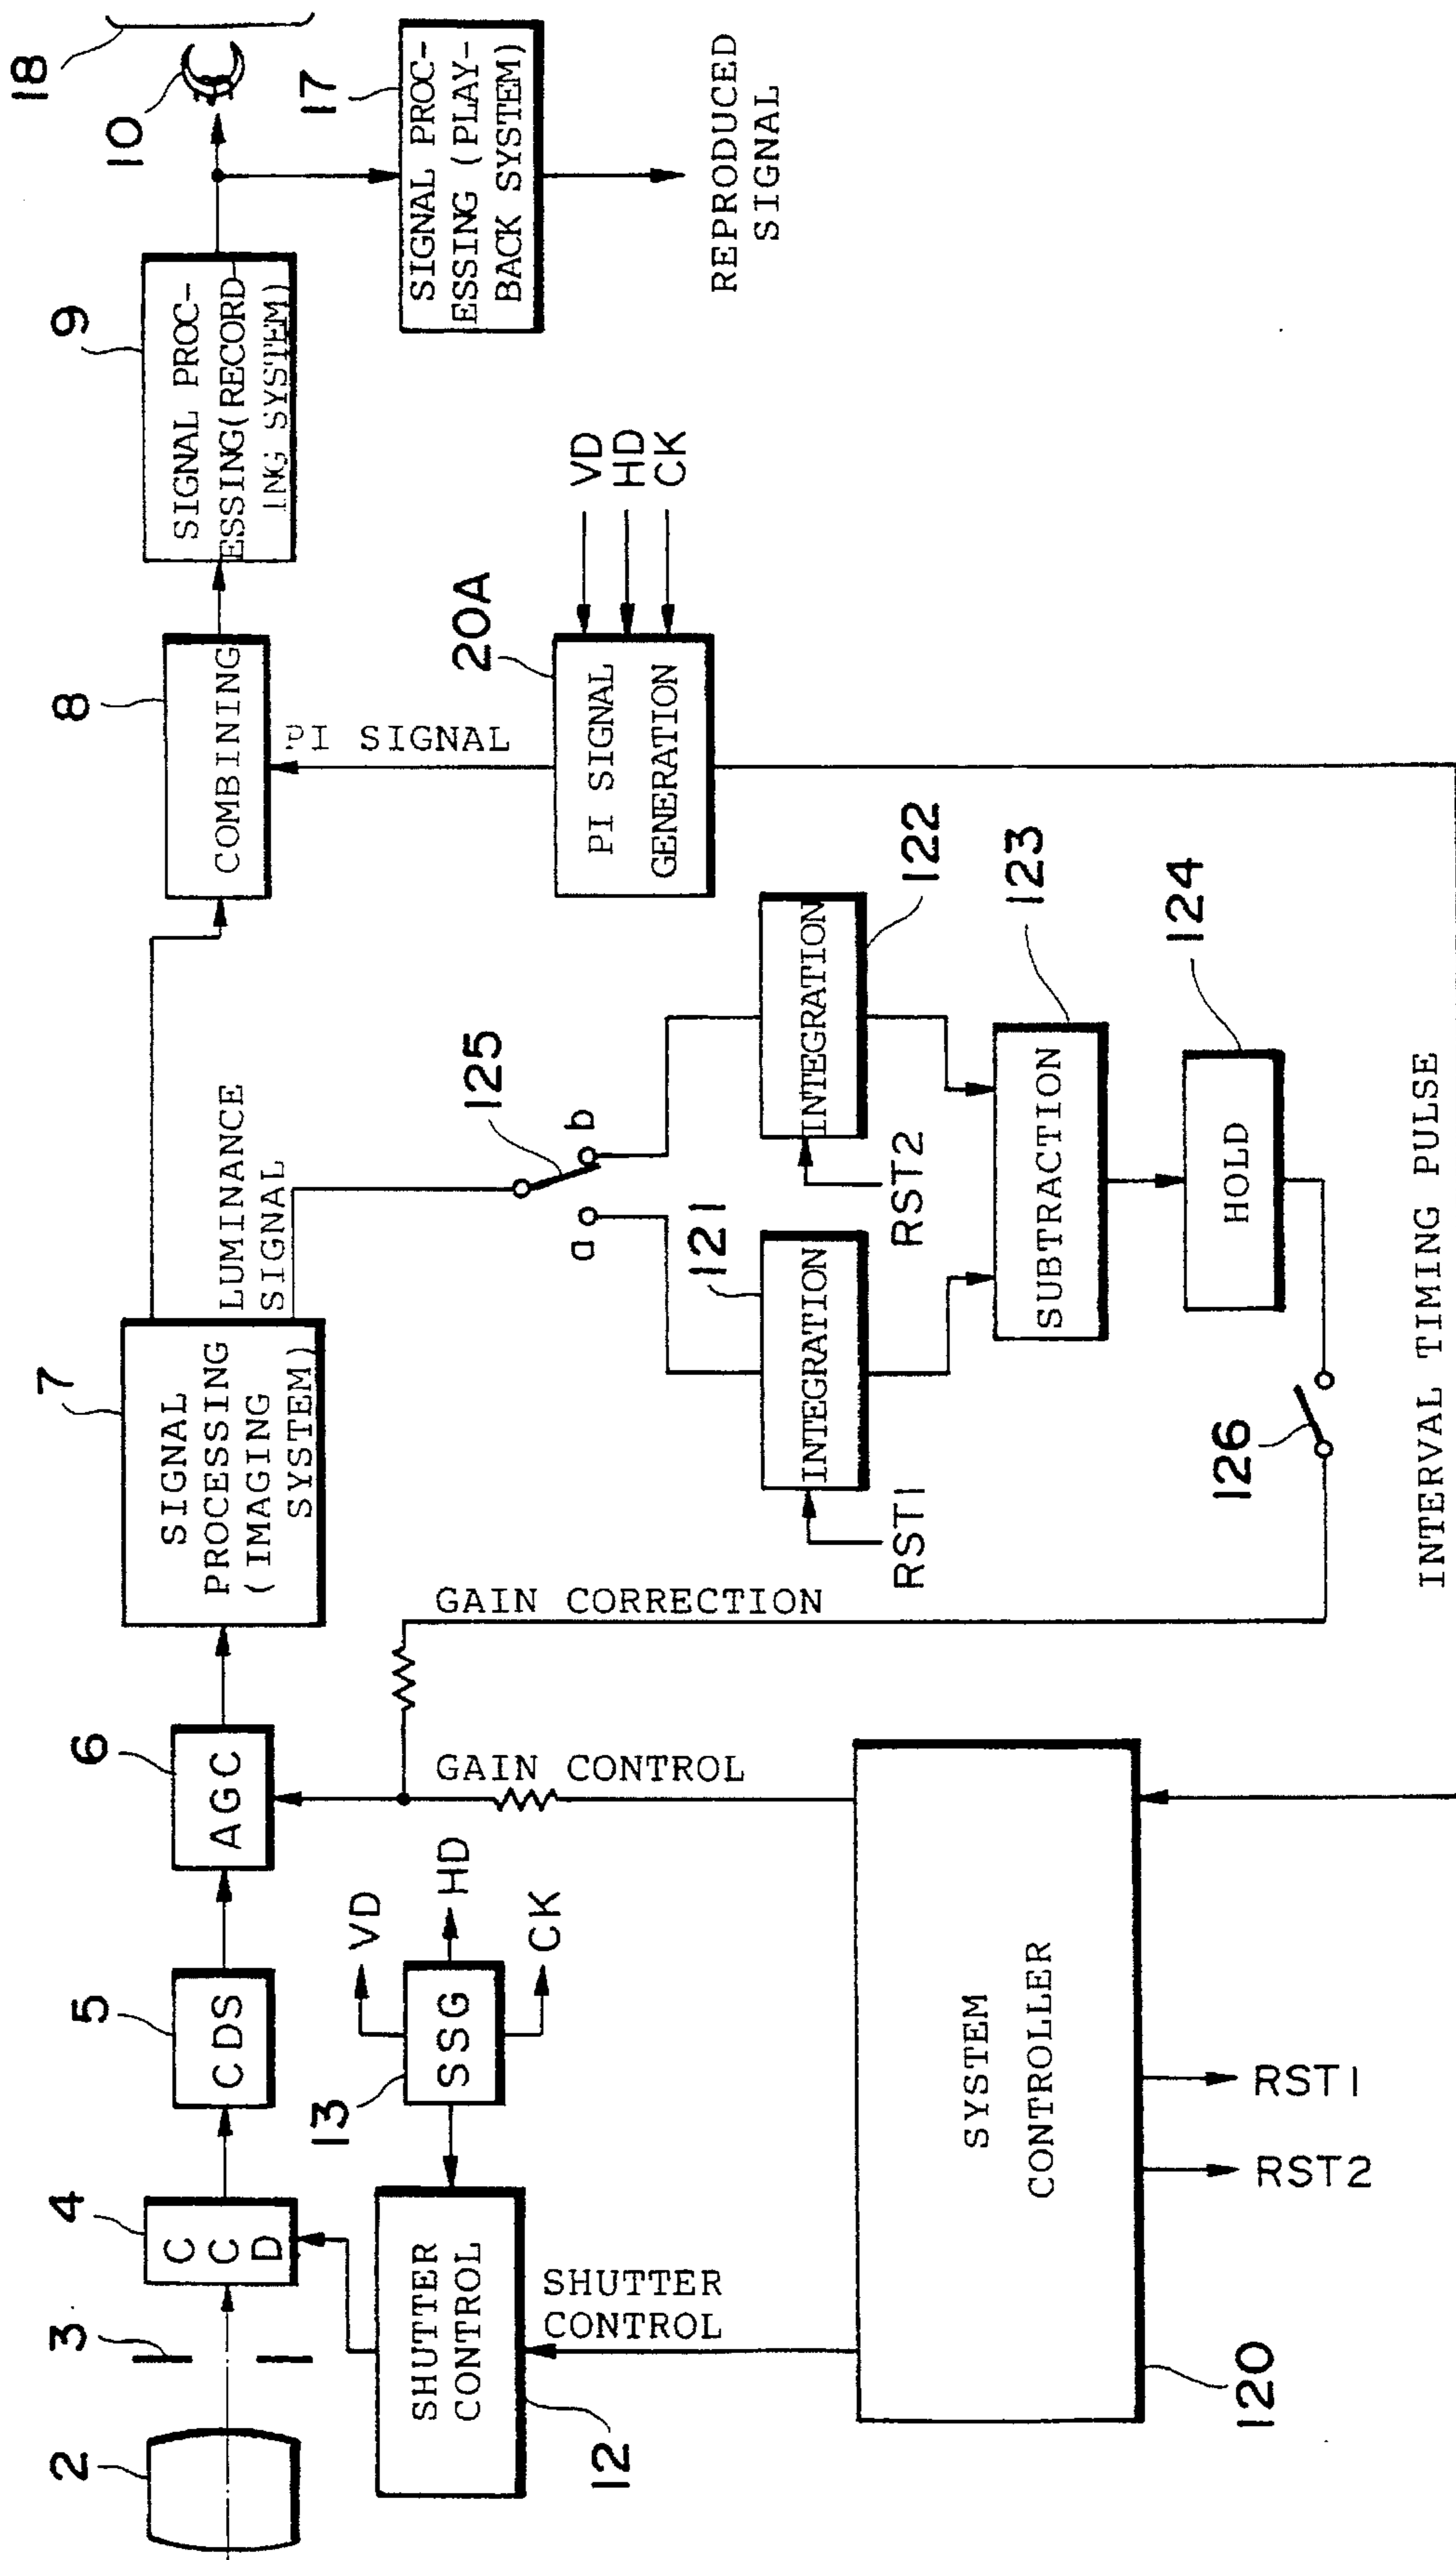 2
3
4
C
C
D
5
CDS
6
AGC
7
SIGNAL
PROCESSING
(IMAGING
SYSTEM)
LUMINANCE
SIGNAL
8
COMBINING
PI SIGNAL
9
SIGNAL PROC-
ESSING(RECORD
ING SYSTEM)
10
18
17
SIGNAL PROC-
ESSING (PLAY-
BACK SYSTEM)
REPRODUCED
SIGNAL
20A
PI SIGNAL
GENERATION
VD
HD
CK
VD
HD
CK
13
SSG
12
SHUTTER
CONTROL
SHUTTER
CONTROL
GAIN CONTROL
GAIN CORRECTION
125
a
b
121
INTEGRATION
RST1
122
INTEGRATION
RST2
123
SUBTRACTION
124
HOLD
126
120
SYSTEM
CONTROLLER
RST1
RST2
INTERVAL TIMING PULSE